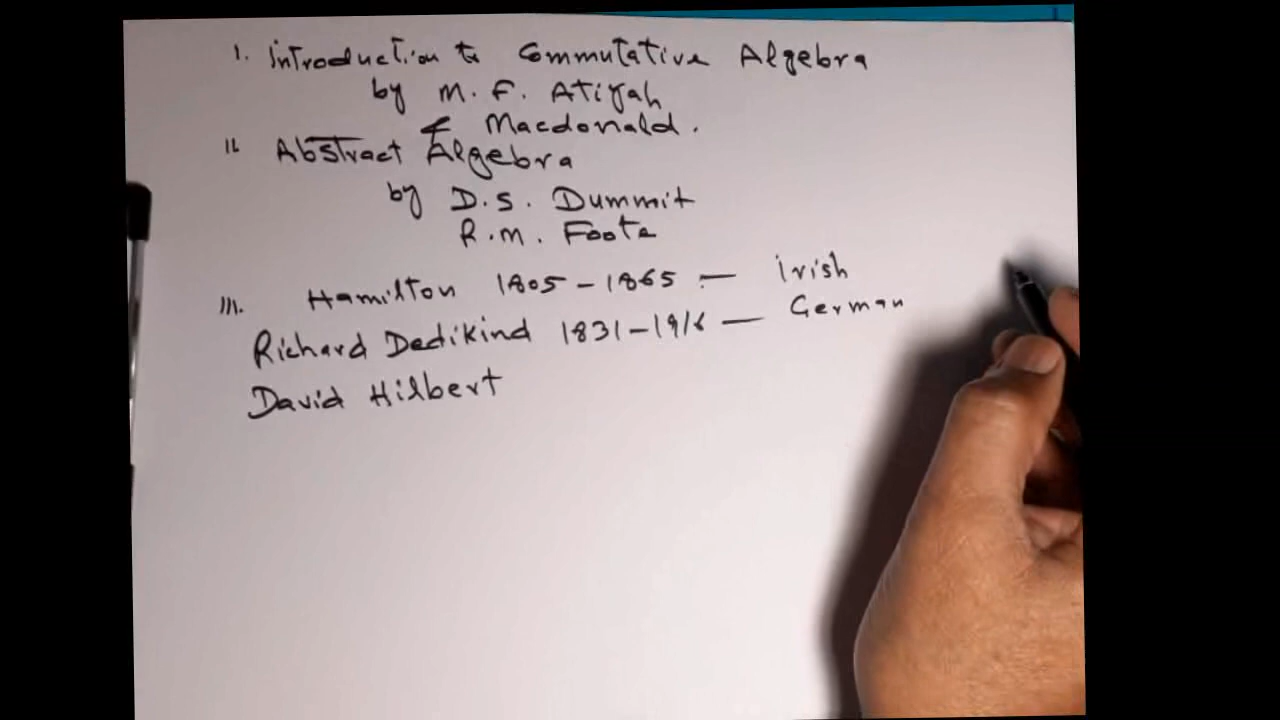 I. Introduction to Commutative Algebra
by M. F. Atiyah
& Macdonald.
II Abstract Algebra
by D.S. Dummit
R.M. Foote
III. Hamilton 1805-1865 — Irish
Richard Dedikind 1831-1916 — German
David Hilbert